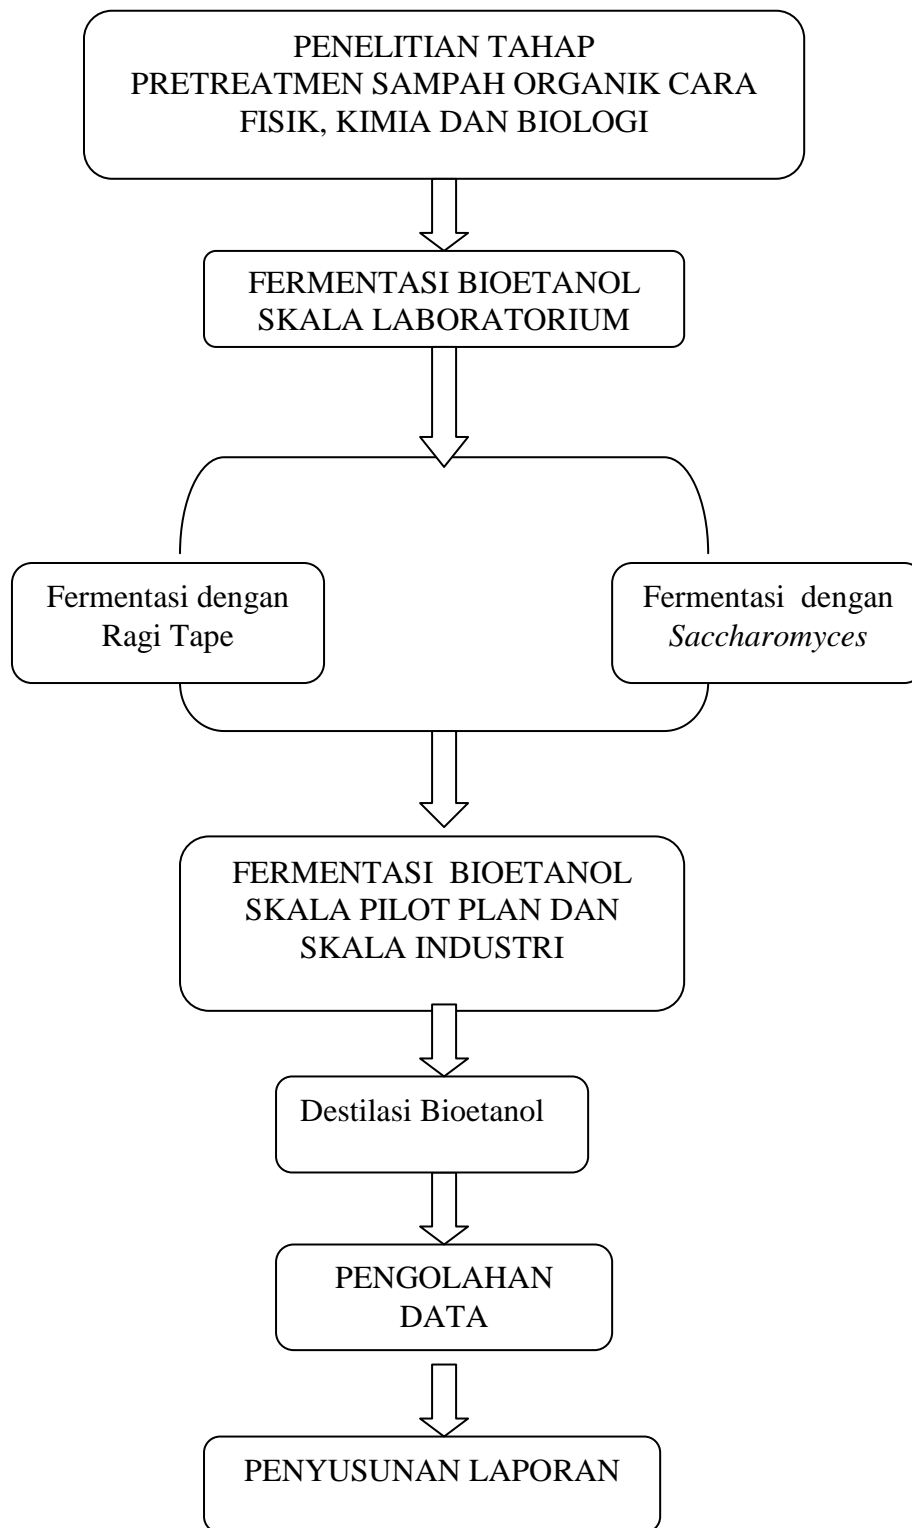 PENELITIAN TAHAP
PRETREATMEN SAMPAH ORGANIK CARA
FISIK, KIMIA DAN BIOLOGI
FERMENTASI BIOETANOL
SKALA LABORATORIUM
Fermentasi dengan
Ragi Tape
Fermentasi dengan
Saccharomyces
FERMENTASI BIOETANOL
SKALA PILOT PLAN DAN
SKALA INDUSTRI
Destilasi Bioetanol
PENGOLAHAN
DATA
PENYUSUNAN LAPORAN